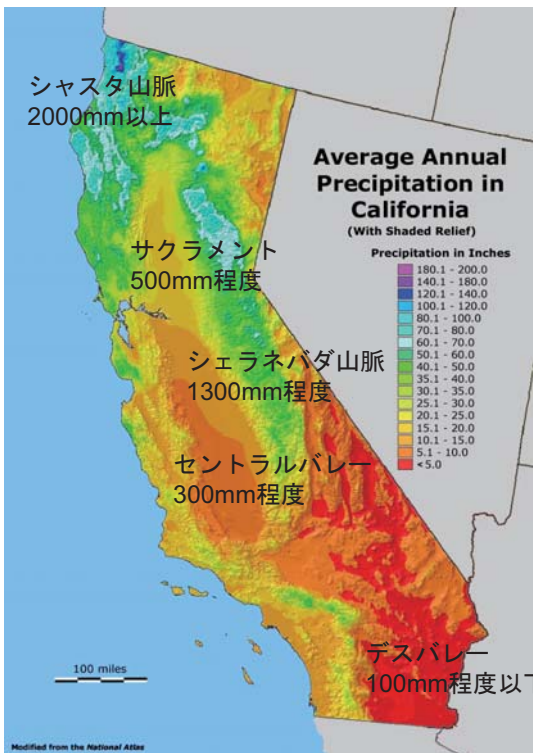 シャスタ山脈
2000mm以上
Average Annual
Precipitation in
California
(With Shaded Relief)
Precipitation in Inches
180.1 - 200.0
140.1 - 180.0
120.1 - 140.0
100.1 - 120.0
80.1 - 100.0
70.1 - 80.0
60.1 - 70.0
50.1 - 60.0
40.1 - 50.0
35.1 - 40.0
30.1 - 35.0
25.1 - 30.0
20.1 - 25.0
15.1 - 20.0
10.1 - 15.0
5.1 - 10.0
<5.0
サクラメント
500mm程度
シェラネバダ山脈
1300mm程度
セントラルバレー
300mm程度
デスバレー
100mm程度以下
100 miles
Modified from the National Atlas